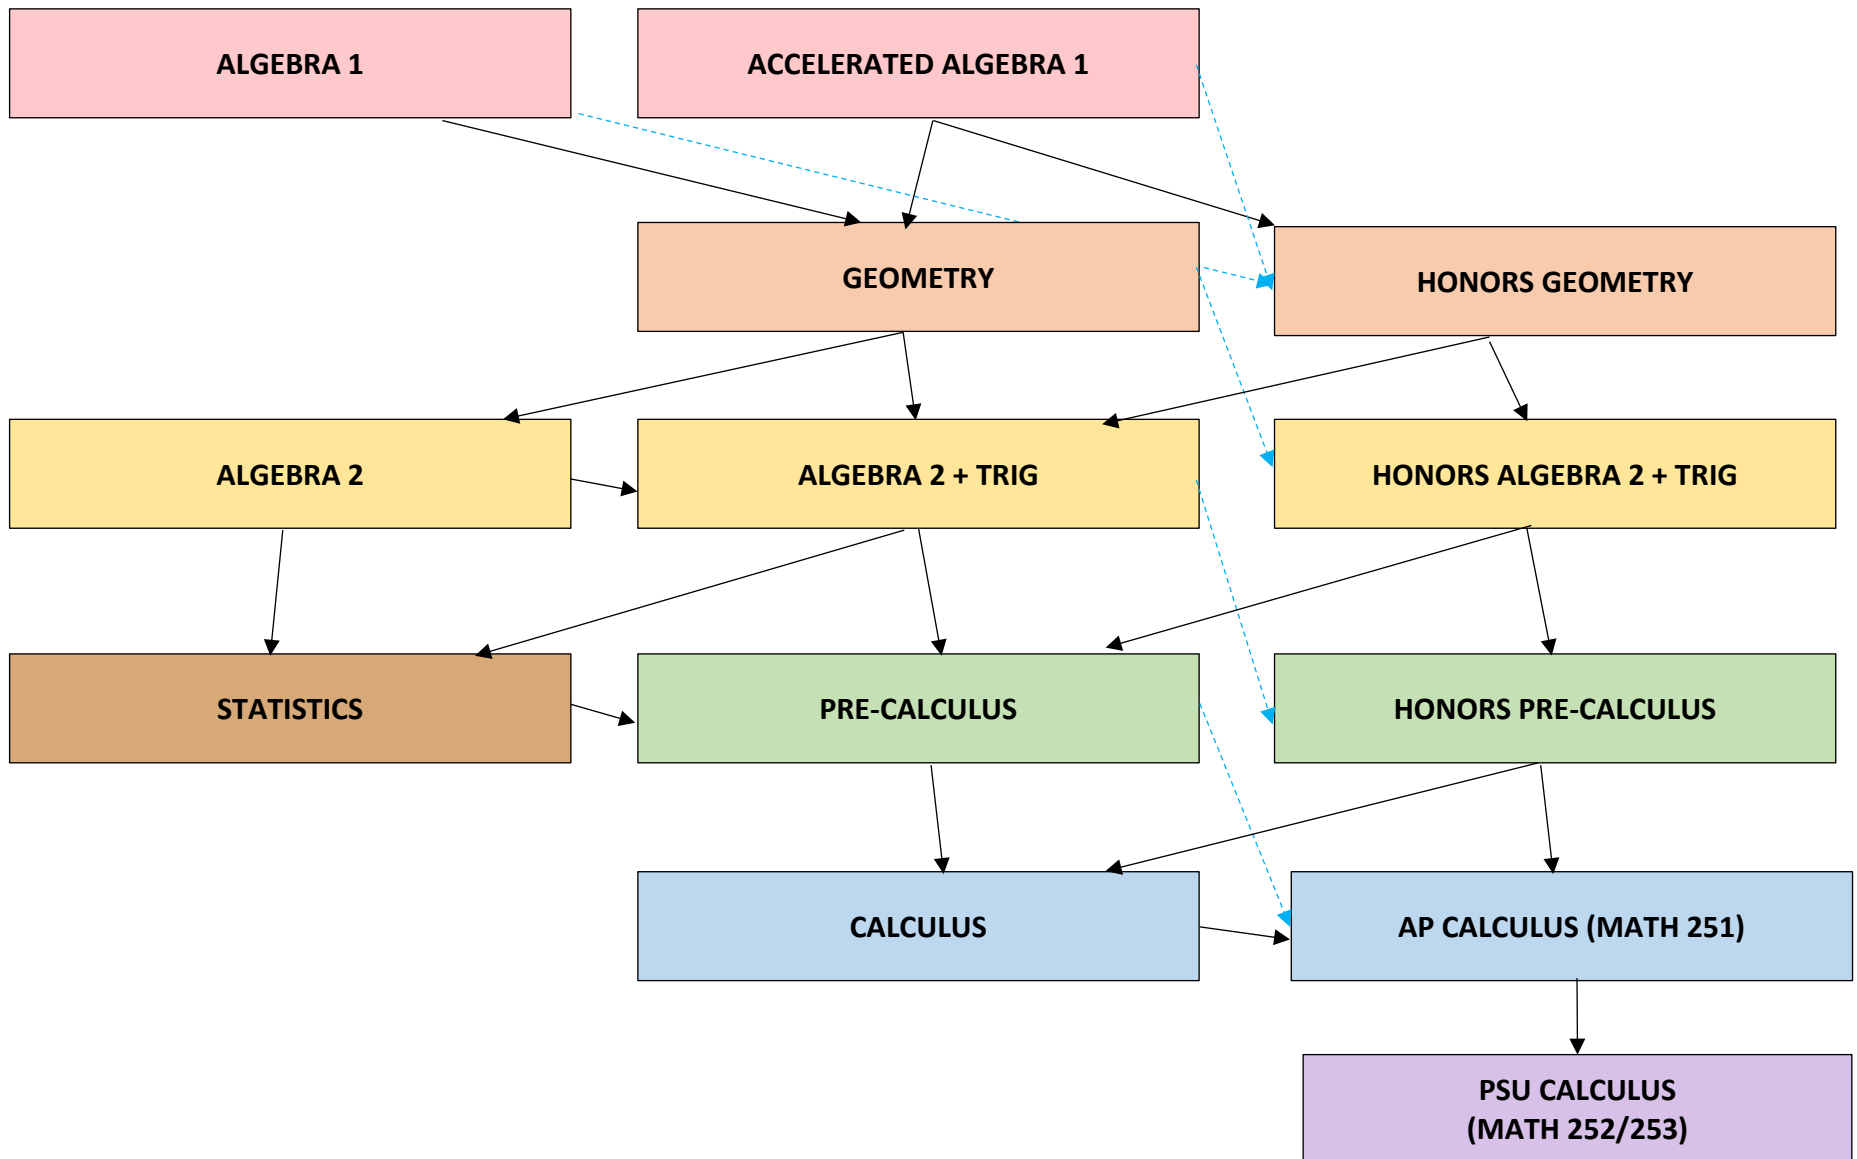 ALGEBRA 1
ACCELERATED ALGEBRA 1
GEOMETRY
HONORS GEOMETRY
ALGEBRA 2
ALGEBRA 2 + TRIG
HONORS ALGEBRA 2 + TRIG
STATISTICS
PRE-CALCULUS
HONORS PRE-CALCULUS
CALCULUS
AP CALCULUS (MATH 251)
PSU CALCULUS
(MATH 252/253)